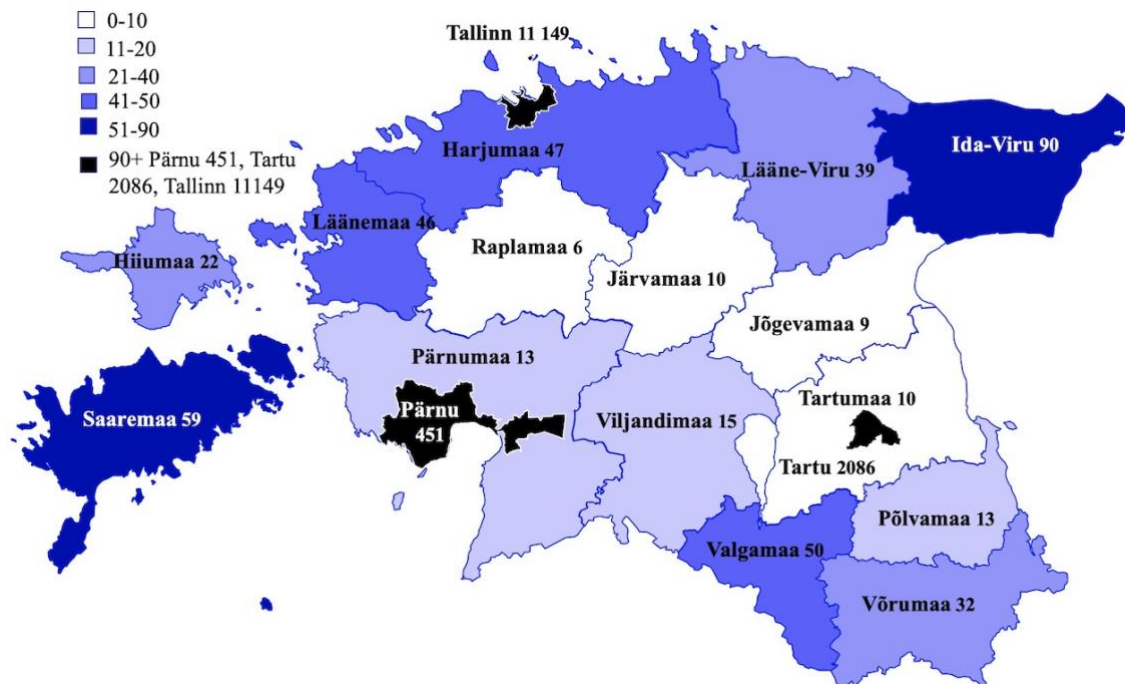 0-10
11-20
21-40
41-50
51-90
90+ Pärnu 451, Tartu
2086, Tallinn 11149
Tallinn 11 149
Harjumaa 47
Lääne-Viru 39
Ida-Viru 90
Läänemaa 46
Hiiumaa 22
Raplamaa 6
Järvamaa 10
Jõgevamaa 9
Pärnumaa 13
Pärnu
451
Saaremaa 59
Viljandimaa 15
Tartumaa 10
Tartu 2086
Põlvamaa 13
Valgamaa 50
Võrumaa 32